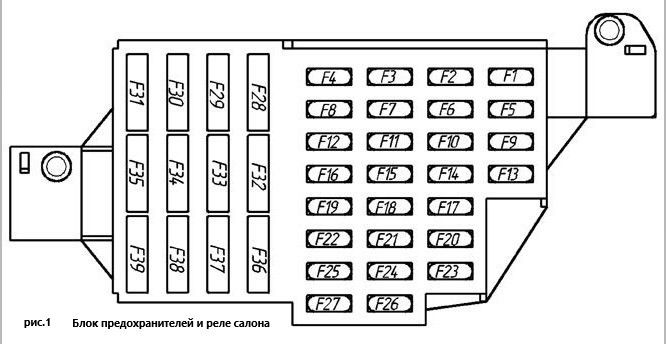 F4 F3 F2 F1
F31 F30 F29 F28
F8 F7 F6 F5
F12 F11 F10 F9
F35 F34 F33 F32
F16 F15 F14 F13
F19 F18 F17
F39 F38 F37 F36
F22 F21 F20
F25 F24 F23
F27 F26
рис.1 Блок предохранителей и реле салона